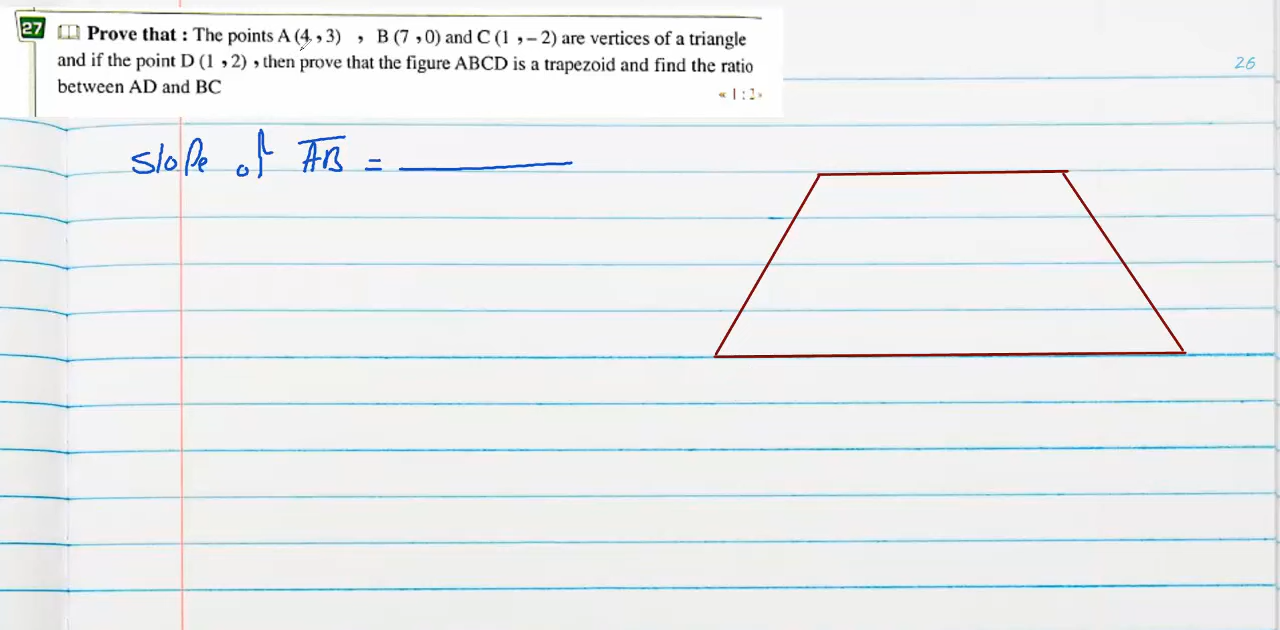 27 Prove that : The points A (4 , 3) , B (7 , 0) and C (1 , – 2) are vertices of a triangle
and if the point D (1 , 2) , then prove that the figure ABCD is a trapezoid and find the ratio
between AD and BC
« 1 : 2 »
26
slope of AB =